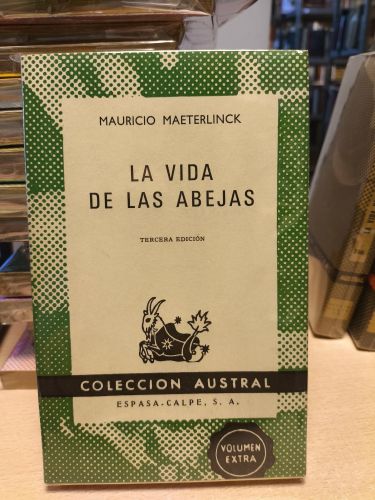 MAURICIO MAETERLINCK
LA VIDA
DE LAS ABEJAS
TERCERA EDICIÓN
COLECCION AUSTRAL
ESPASA-CALPE, S. A.
VOLUMEN
EXTRA